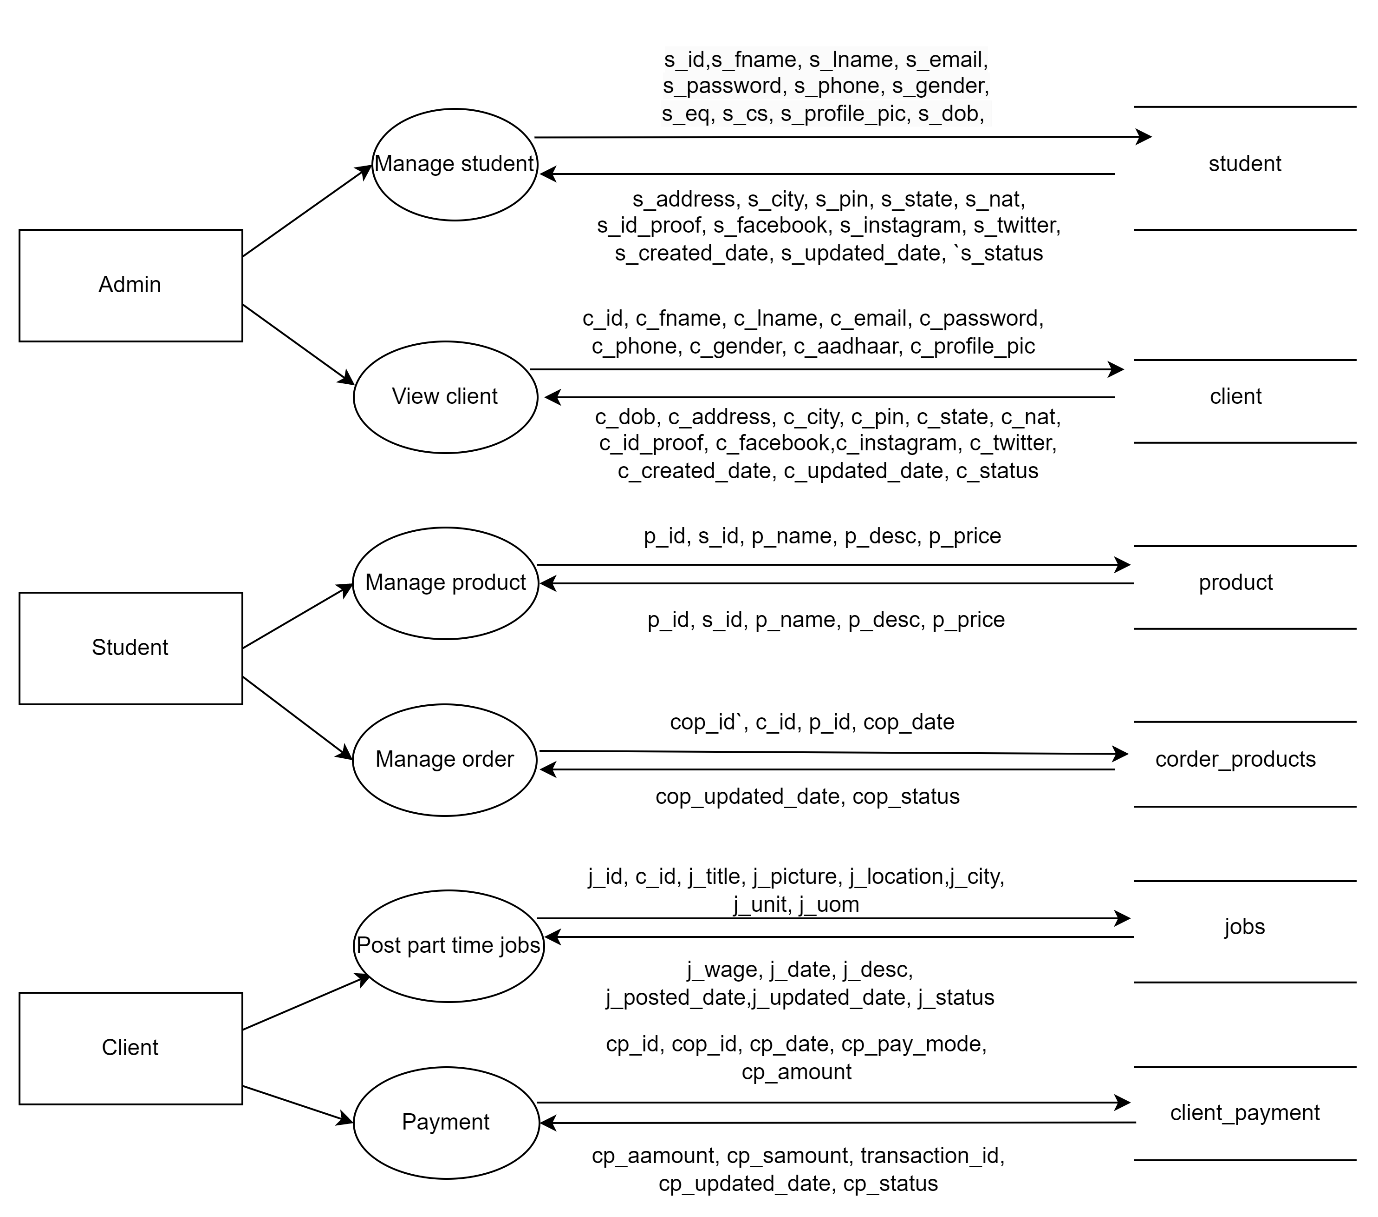 s_id,s_fname, s_lname, s_email,
s_password, s_phone, s_gender,
s_eq, s_cs, s_profile_pic, s_dob,
Manage student
student
s_address, s_city, s_pin, s_state, s_nat,
s_id_proof, s_facebook, s_instagram, s_twitter,
s_created_date, s_updated_date, `s_status
Admin
c_id, c_fname, c_lname, c_email, c_password,
c_phone, c_gender, c_aadhaar, c_profile_pic
View client
client
c_dob, c_address, c_city, c_pin, c_state, c_nat,
c_id_proof, c_facebook,c_instagram, c_twitter,
c_created_date, c_updated_date, c_status
p_id, s_id, p_name, p_desc, p_price
Manage product
product
p_id, s_id, p_name, p_desc, p_price
Student
cop_id`, c_id, p_id, cop_date
Manage order
corder_products
cop_updated_date, cop_status
j_id, c_id, j_title, j_picture, j_location,j_city,
j_unit, j_uom
Post part time jobs
jobs
j_wage, j_date, j_desc,
j_posted_date,j_updated_date, j_status
Client
cp_id, cop_id, cp_date, cp_pay_mode,
cp_amount
Payment
client_payment
cp_aamount, cp_samount, transaction_id,
cp_updated_date, cp_status